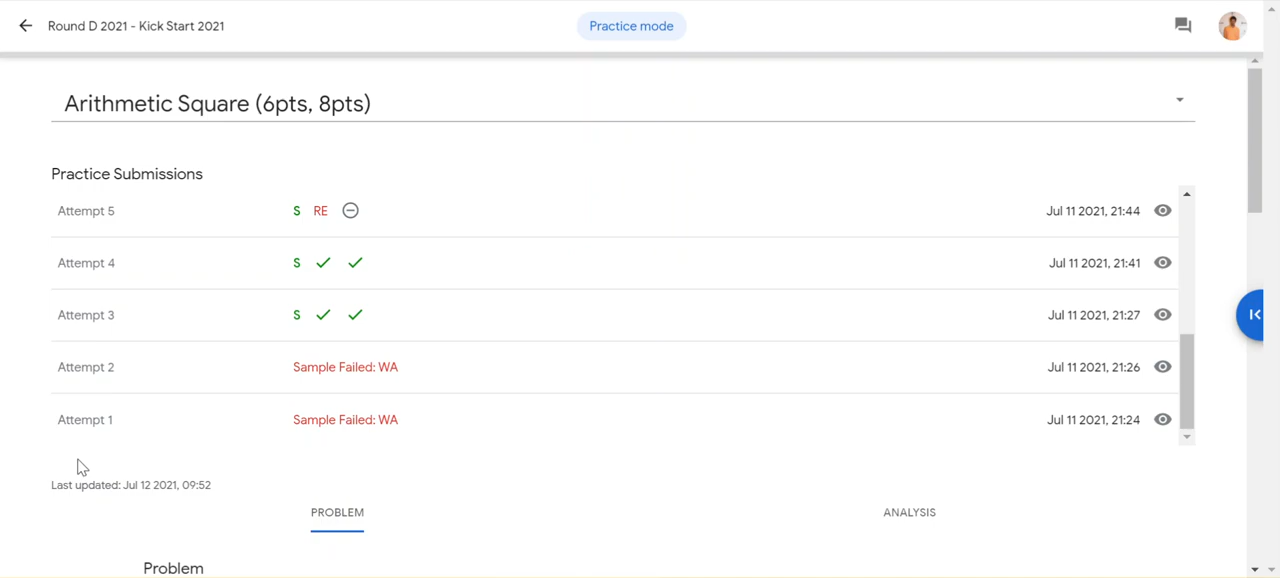 Round D 2021 - Kick Start 2021
Practice mode
Arithmetic Square (6pts, 8pts)
Practice Submissions
Attempt 5 S RE Jul 11 2021, 21:44
Attempt 4 S Jul 11 2021, 21:41
Attempt 3 S Jul 11 2021, 21:27
Attempt 2 Sample Failed: WA Jul 11 2021, 21:26
Attempt 1 Sample Failed: WA Jul 11 2021, 21:24
Last updated: Jul 12 2021, 09:52
PROBLEM ANALYSIS
Problem